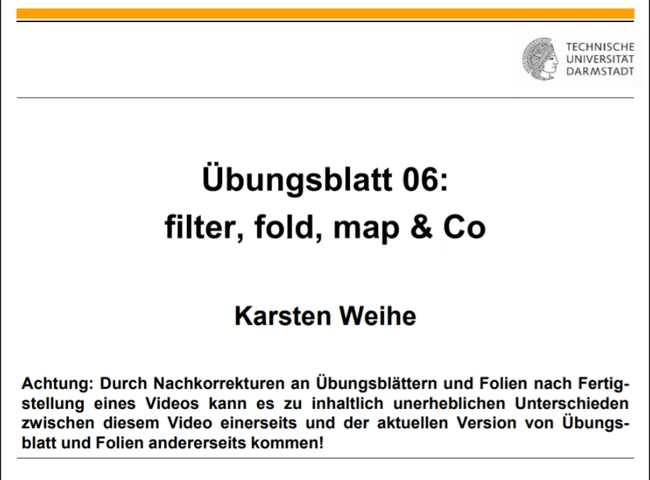 TECHNISCHE
UNIVERSITÄT
DARMSTADT
Übungsblatt 06:
filter, fold, map & Co
Karsten Weihe
Achtung: Durch Nachkorrekturen an Übungsblättern und Folien nach Fertig-
stellung eines Videos kann es zu inhaltlich unerheblichen Unterschieden
zwischen diesem Video einerseits und der aktuellen Version von Übungs-
blatt und Folien andererseits kommen!